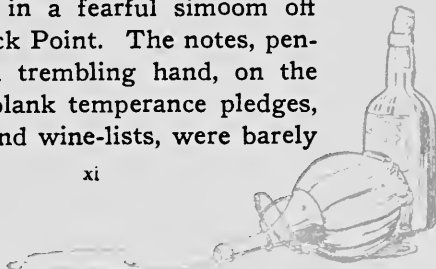 in a fearful simoom off
ck Point. The notes, pen-
trembling hand, on the
blank temperance pledges,
nd wine-lists, were barely
xi